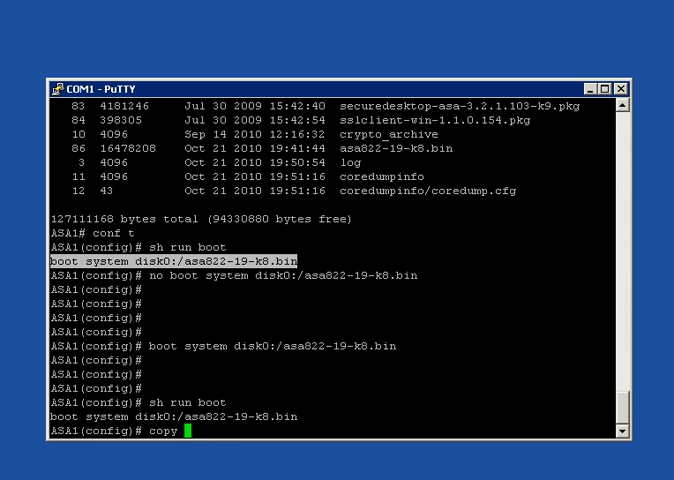 COM1 - PuTTY
83 4181246 Jul 30 2009 15:42:40 securedesktop-asa-3.2.1.103-k9.pkg
84 398305 Jul 30 2009 15:42:54 sslclient-win-1.1.0.154.pkg
10 4096 Sep 14 2010 12:16:32 crypto_archive
86 16478208 Oct 21 2010 19:41:44 asa822-19-k8.bin
3 4096 Oct 21 2010 19:50:54 log
11 4096 Oct 21 2010 19:51:16 coredumpinfo
12 43 Oct 21 2010 19:51:16 coredumpinfo/coredump.cfg
127111168 bytes total (94330880 bytes free)
ASA1# conf t
ASA1(config)# sh run boot
boot system disk0:/asa822-19-k8.bin
ASA1(config)# no boot system disk0:/asa822-19-k8.bin
ASA1(config)#
ASA1(config)#
ASA1(config)#
ASA1(config)#
ASA1(config)# boot system disk0:/asa822-19-k8.bin
ASA1(config)#
ASA1(config)#
ASA1(config)#
ASA1(config)# sh run boot
boot system disk0:/asa822-19-k8.bin
ASA1(config)# copy